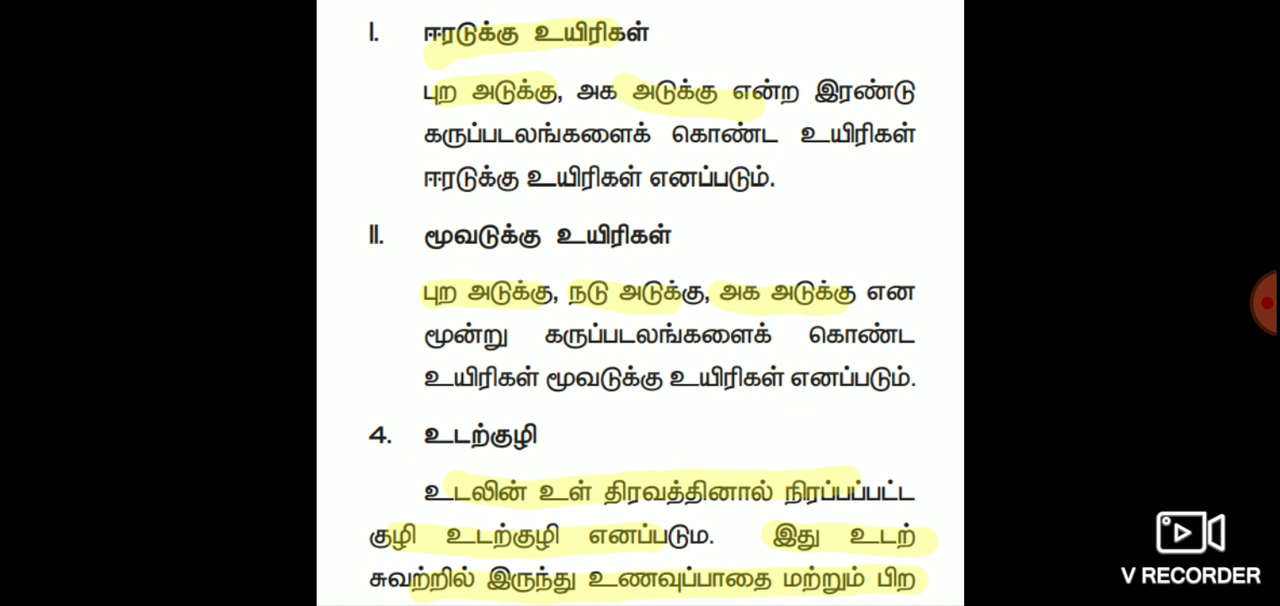 I. ஈரடுக்கு உயிரிகள்
புற அடுக்கு, அக அடுக்கு என்ற இரண்டு
கருப்படலங்களைக் கொண்ட உயிரிகள்
ஈரடுக்கு உயிரிகள் எனப்படும்.
II. மூவடுக்கு உயிரிகள்
புற அடுக்கு, நடு அடுக்கு, அக அடுக்கு என
மூன்று கருப்படலங்களைக் கொண்ட
உயிரிகள் மூவடுக்கு உயிரிகள் எனப்படும்.
4. உடற்குழி
உடலின் உள் திரவத்தினால் நிரப்பப்பட்ட
குழி உடற்குழி எனப்படும. இது உடற்
சுவற்றில் இருந்து உணவுப்பாதை மற்றும் பிற
V RECORDER